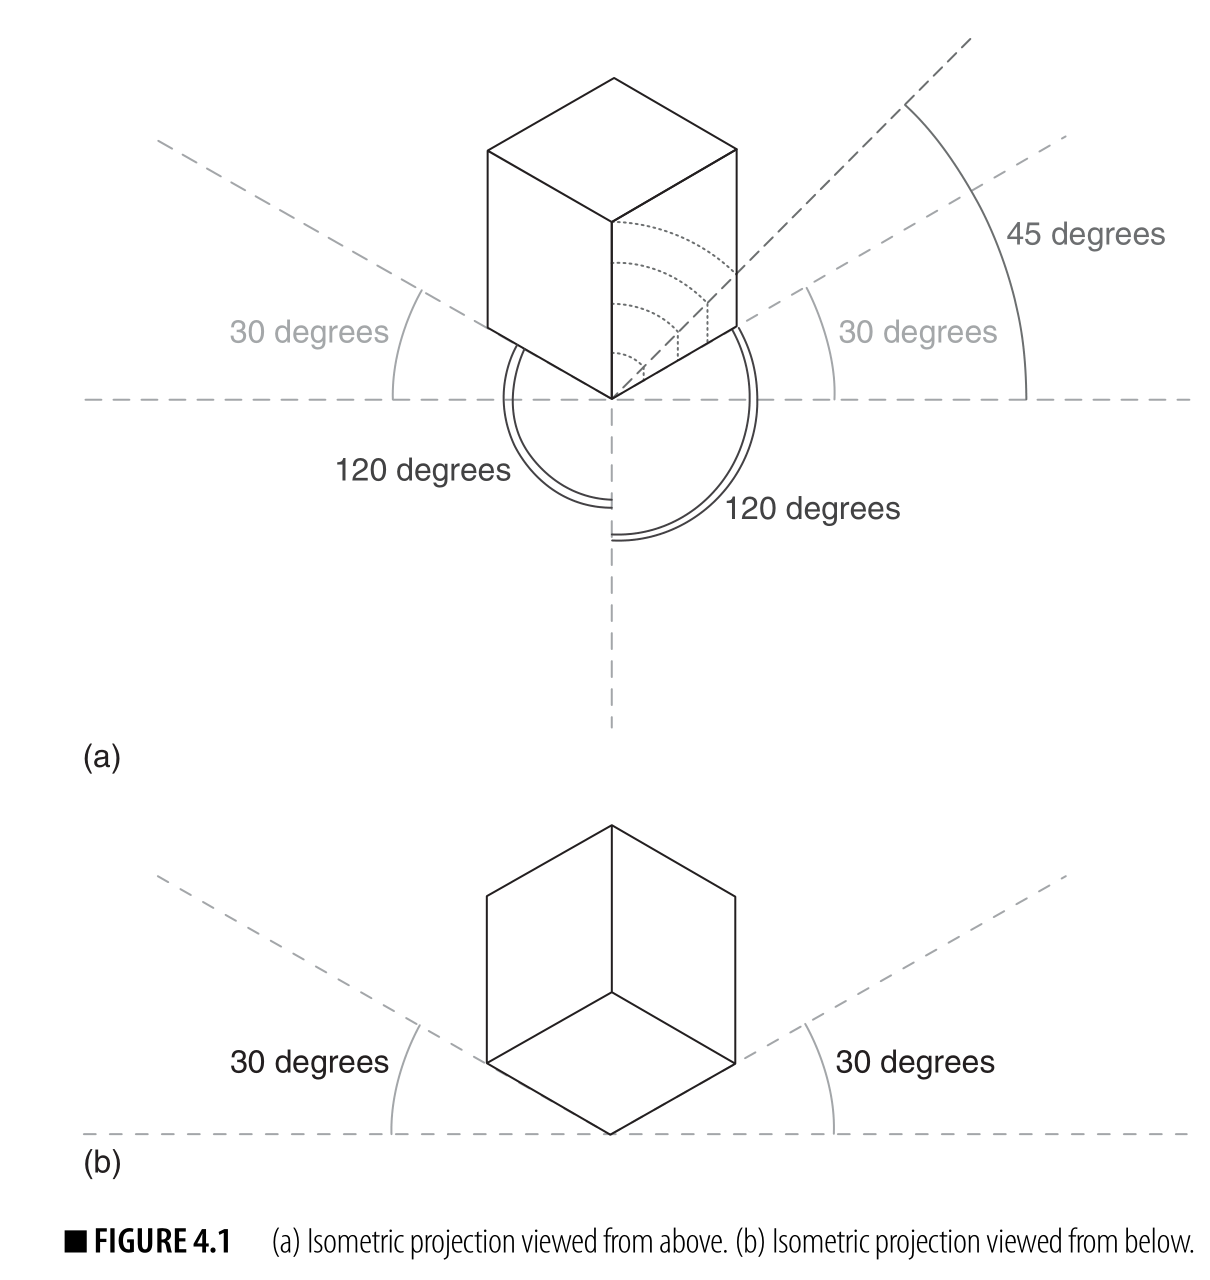 45 degrees
30 degrees
30 degrees
120 degrees
120 degrees
(a)
30 degrees
30 degrees
(b)
■ FIGURE 4.1 (a) Isometric projection viewed from above. (b) Isometric projection viewed from below.